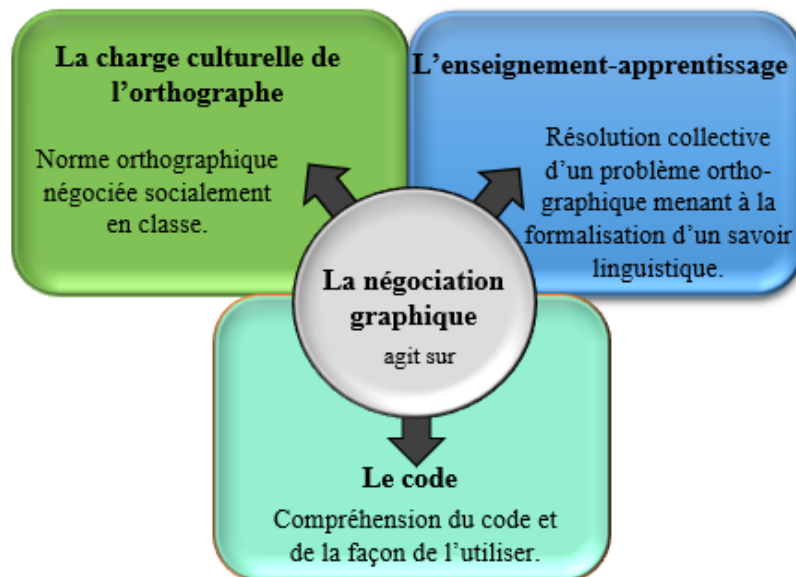 La charge culturelle de
l'orthographe
Norme orthographique
négociée socialement
en classe.
L'enseignement-apprentissage
Résolution collective
d'un problème ortho-
graphique menant à la
formalisation d'un savoir
linguistique.
La négociation
graphique
agit sur
Le code
Compréhension du code et
de la façon de l'utiliser.